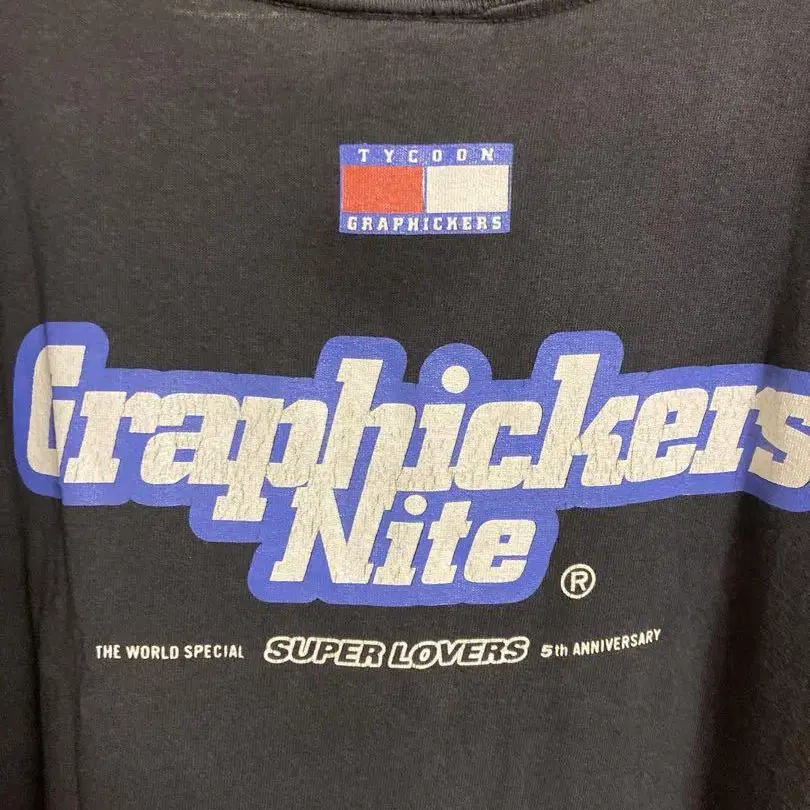 TYCOON
GRAPHICKERS
Graphickers
Nite ®
THE WORLD SPECIAL SUPER LOVERS 5th ANNIVERSARY